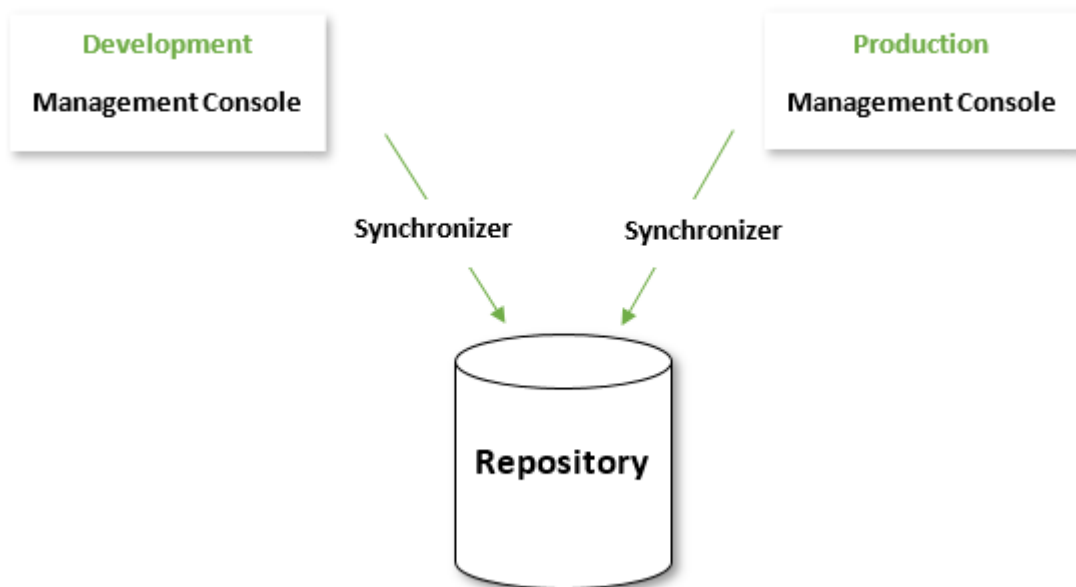 Development
Management Console
Production
Management Console
Synchronizer
Synchronizer
Repository